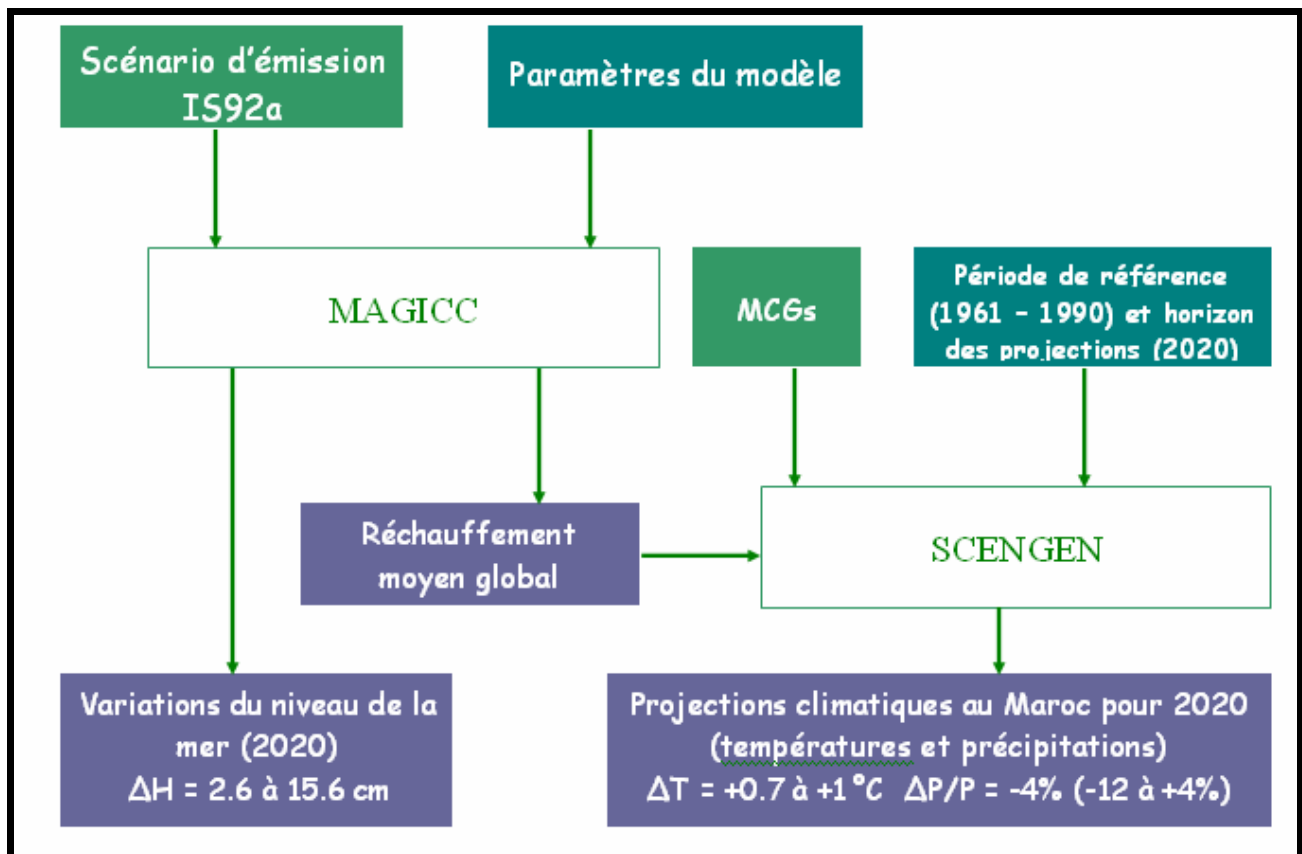 Scénario d'émission
IS92a
Paramètres du modèle
MAGICC
MCGs
Période de référence
(1961 - 1990) et horizon
des projections (2020)
Réchauffement
moyen global
SCENGEN
Variations du niveau de la
mer (2020)
ΔH = 2.6 à 15.6 cm
Projections climatiques au Maroc pour 2020
(températures et précipitations)
ΔT = +0.7 à +1°C ΔP/P = -4% (-12 à +4%)